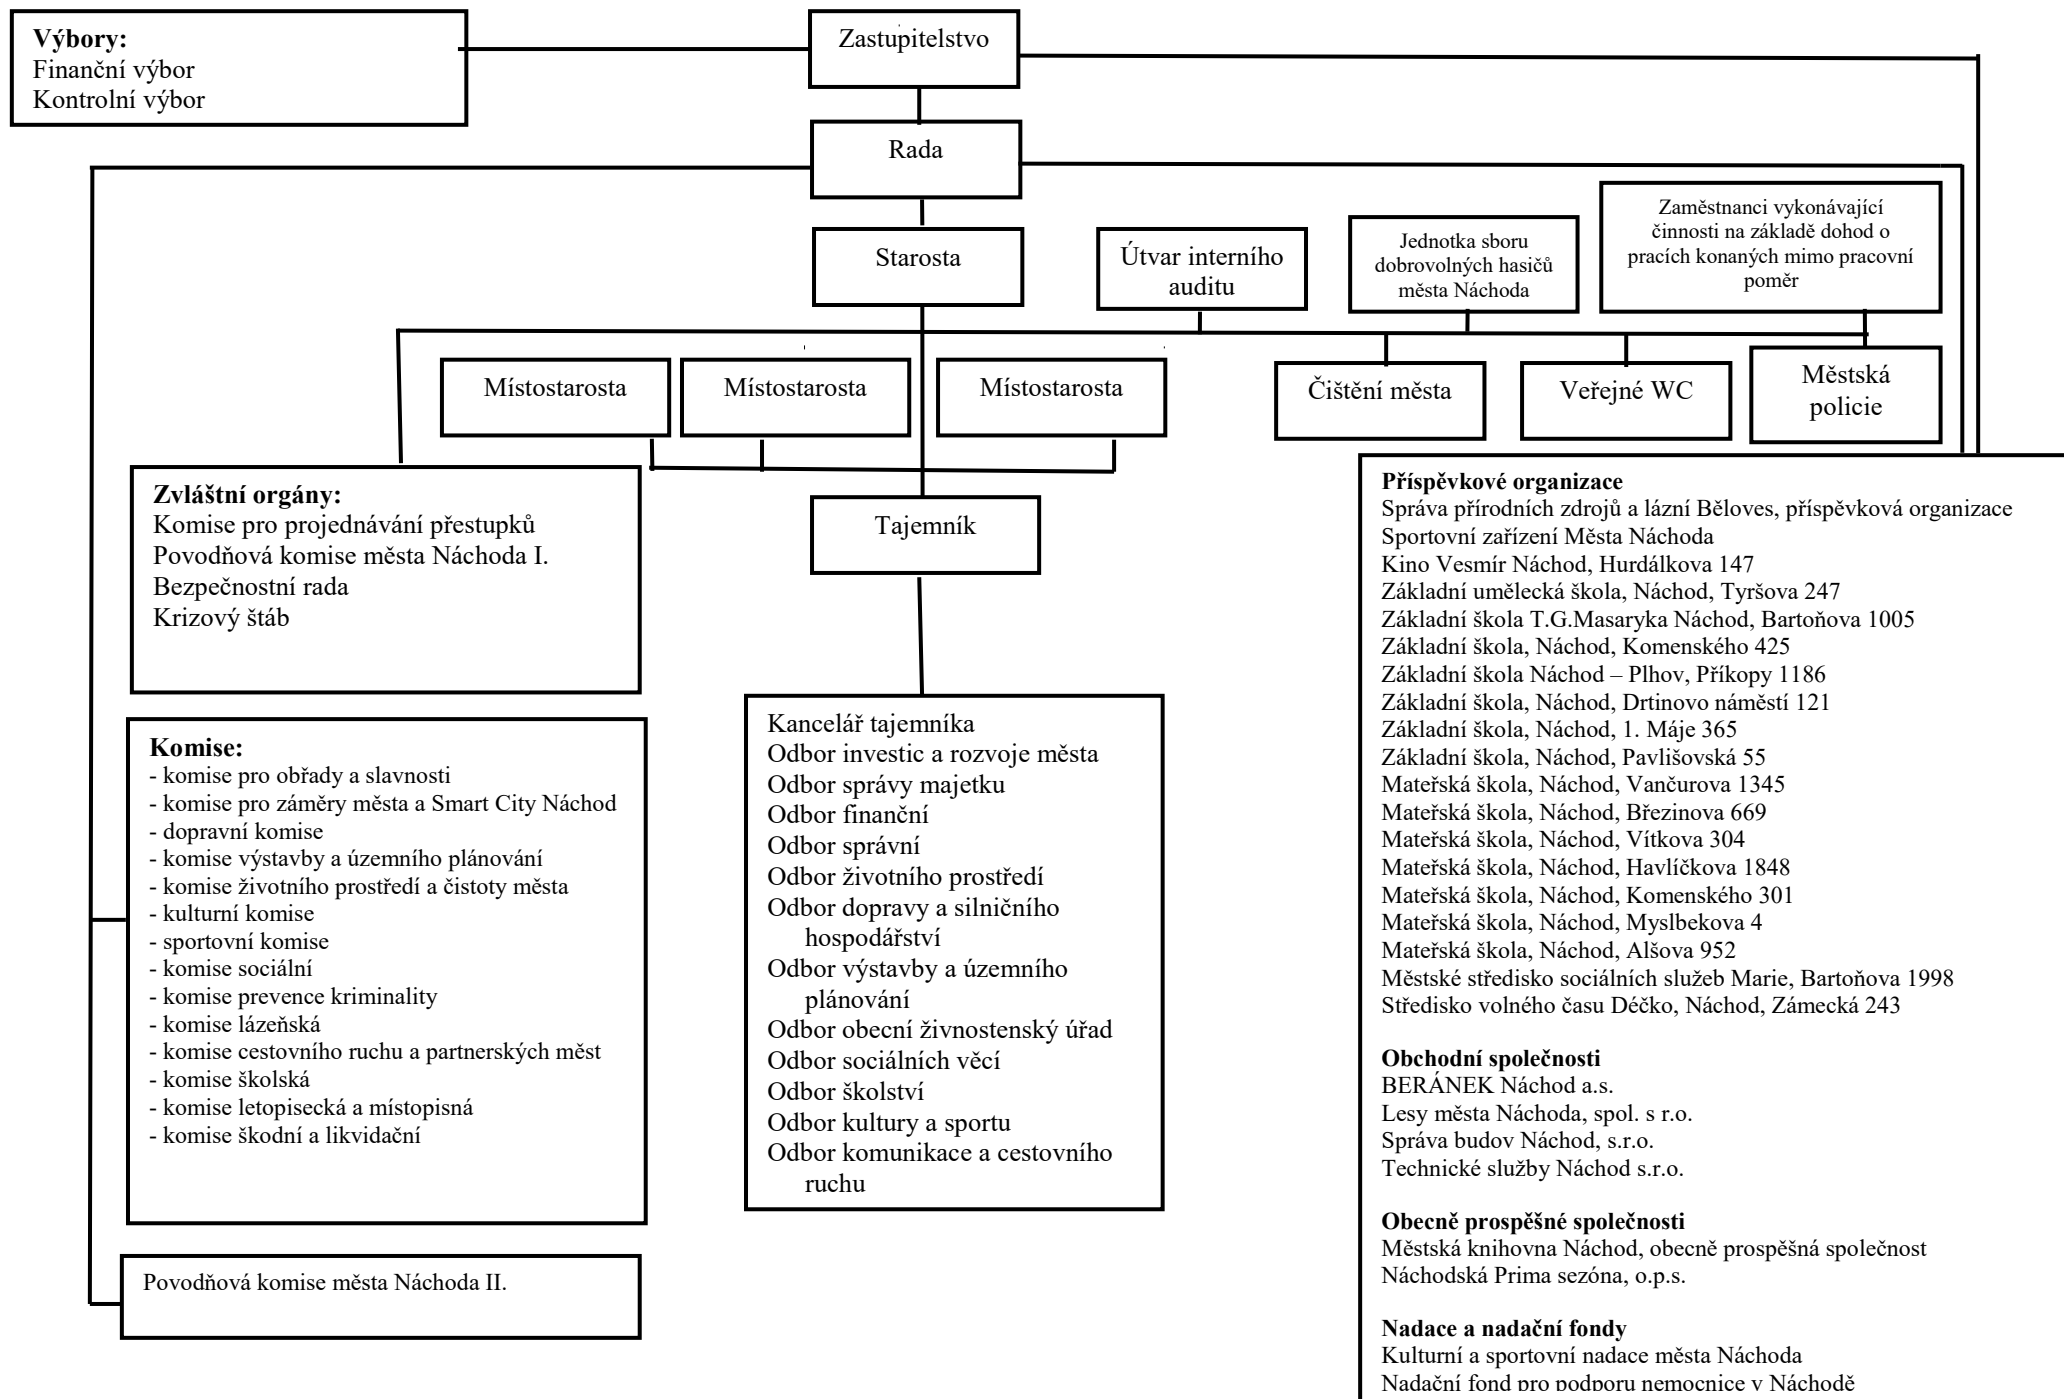 Výbory:
Finanční výbor
Kontrolní výbor
Zastupitelstvo
Rada
Starosta
Útvar interního
auditu
Jednotka sboru
dobrovolných hasičů
města Náchoda
Zaměstnanci vykonávající
činnosti na základě dohod o
pracích konaných mimo pracovní
poměr
Místostarosta
Místostarosta
Místostarosta
Čištění města
Veřejné WC
Městská
policie
Zvláštní orgány:
Komise pro projednávání přestupků
Povodňová komise města Náchoda I.
Bezpečnostní rada
Krizový štáb
Tajemník
Komise:
- komise pro obřady a slavnosti
- komise pro záměry města a Smart City Náchod
- dopravní komise
- komise výstavby a územního plánování
- komise životního prostředí a čistoty města
- kulturní komise
- sportovní komise
- komise sociální
- komise prevence kriminality
- komise lázeňská
- komise cestovního ruchu a partnerských měst
- komise školská
- komise letopisecká a místopisná
- komise škodní a likvidační
Povodňová komise města Náchoda II.
Kancelář tajemníka
Odbor investic a rozvoje města
Odbor správy majetku
Odbor finanční
Odbor správní
Odbor životního prostředí
Odbor dopravy a silničního
hospodářství
Odbor výstavby a územního
plánování
Odbor obecní živnostenský úřad
Odbor sociálních věcí
Odbor školství
Odbor kultury a sportu
Odbor komunikace a cestovního
ruchu
Příspěvkové organizace
Správa přírodních zdrojů a lázní Běloves, příspěvková organizace
Sportovní zařízení Města Náchoda
Kino Vesmír Náchod, Hurdálkova 147
Základní umělecká škola, Náchod, Tyršova 247
Základní škola T.G.Masaryka Náchod, Bartoňova 1005
Základní škola, Náchod, Komenského 425
Základní škola Náchod – Plhov, Příkopy 1186
Základní škola, Náchod, Drtinovo náměstí 121
Základní škola, Náchod, 1. Máje 365
Základní škola, Náchod, Pavlišovská 55
Mateřská škola, Náchod, Vančurova 1345
Mateřská škola, Náchod, Březinova 669
Mateřská škola, Náchod, Vítkova 304
Mateřská škola, Náchod, Havlíčkova 1848
Mateřská škola, Náchod, Komenského 301
Mateřská škola, Náchod, Myslbekova 4
Mateřská škola, Náchod, Alšova 952
Městské středisko sociálních služeb Marie, Bartoňova 1998
Středisko volného času Déčko, Náchod, Zámecká 243
Obchodní společnosti
BERÁNEK Náchod a.s.
Lesy města Náchoda, spol. s r.o.
Správa budov Náchod, s.r.o.
Technické služby Náchod s.r.o.
Obecně prospěšné společnosti
Městská knihovna Náchod, obecně prospěšná společnost
Náchodská Prima sezóna, o.p.s.
Nadace a nadační fondy
Kulturní a sportovní nadace města Náchoda
Nadační fond pro podporu nemocnice v Náchodě